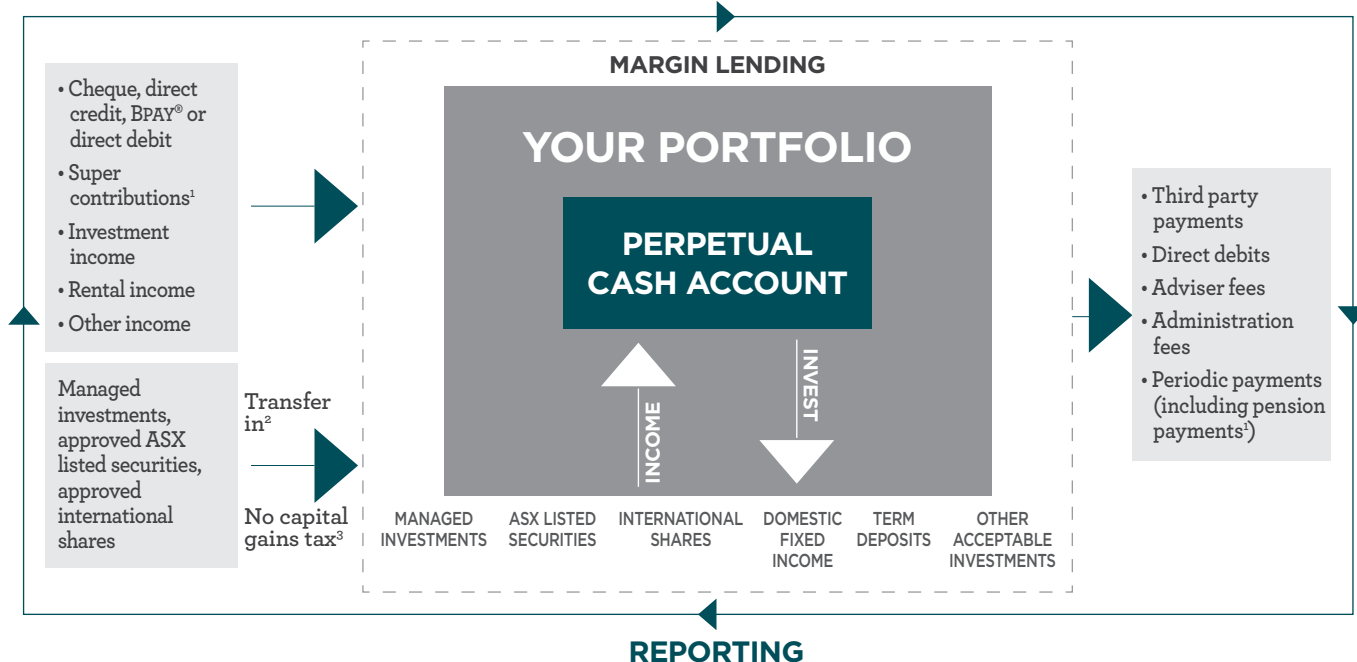 MARGIN LENDING
• Cheque, direct
credit, BPAY® or
direct debit
• Super
contributions¹
• Investment
income
• Rental income
• Other income
Managed
investments,
approved ASX
listed securities,
approved
international
shares
Transfer
in²
No capital
gains tax³
YOUR PORTFOLIO
PERPETUAL
CASH ACCOUNT
INCOME
INVEST
MANAGED
INVESTMENTS
ASX LISTED
SECURITIES
INTERNATIONAL
SHARES
DOMESTIC
FIXED
INCOME
TERM
DEPOSITS
OTHER
ACCEPTABLE
INVESTMENTS
• Third party
payments
• Direct debits
• Adviser fees
• Administration
fees
• Periodic payments
(including pension
payments¹)
REPORTING